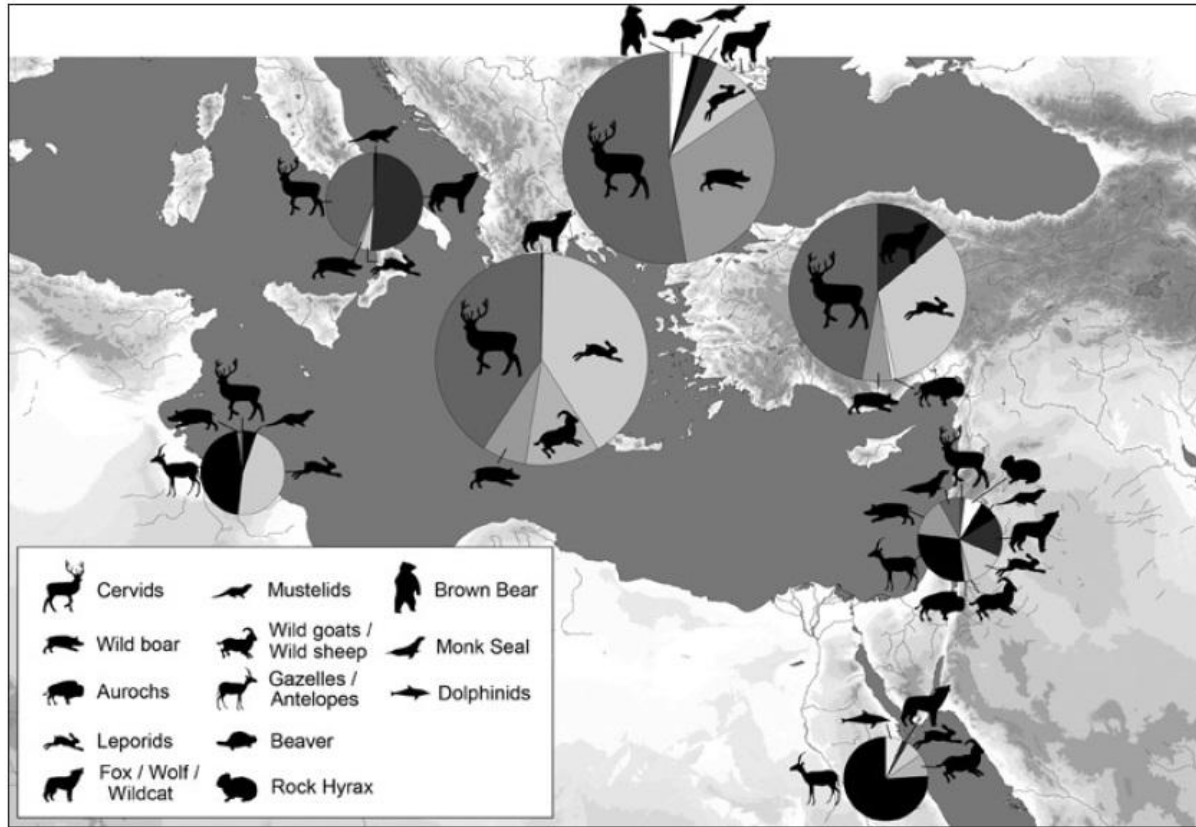 Cervids
Mustelids
Brown Bear
Wild boar
Wild goats /
Wild sheep
Monk Seal
Aurochs
Gazelles /
Antelopes
Dolphinids
Leporids
Beaver
Fox / Wolf /
Wildcat
Rock Hyrax